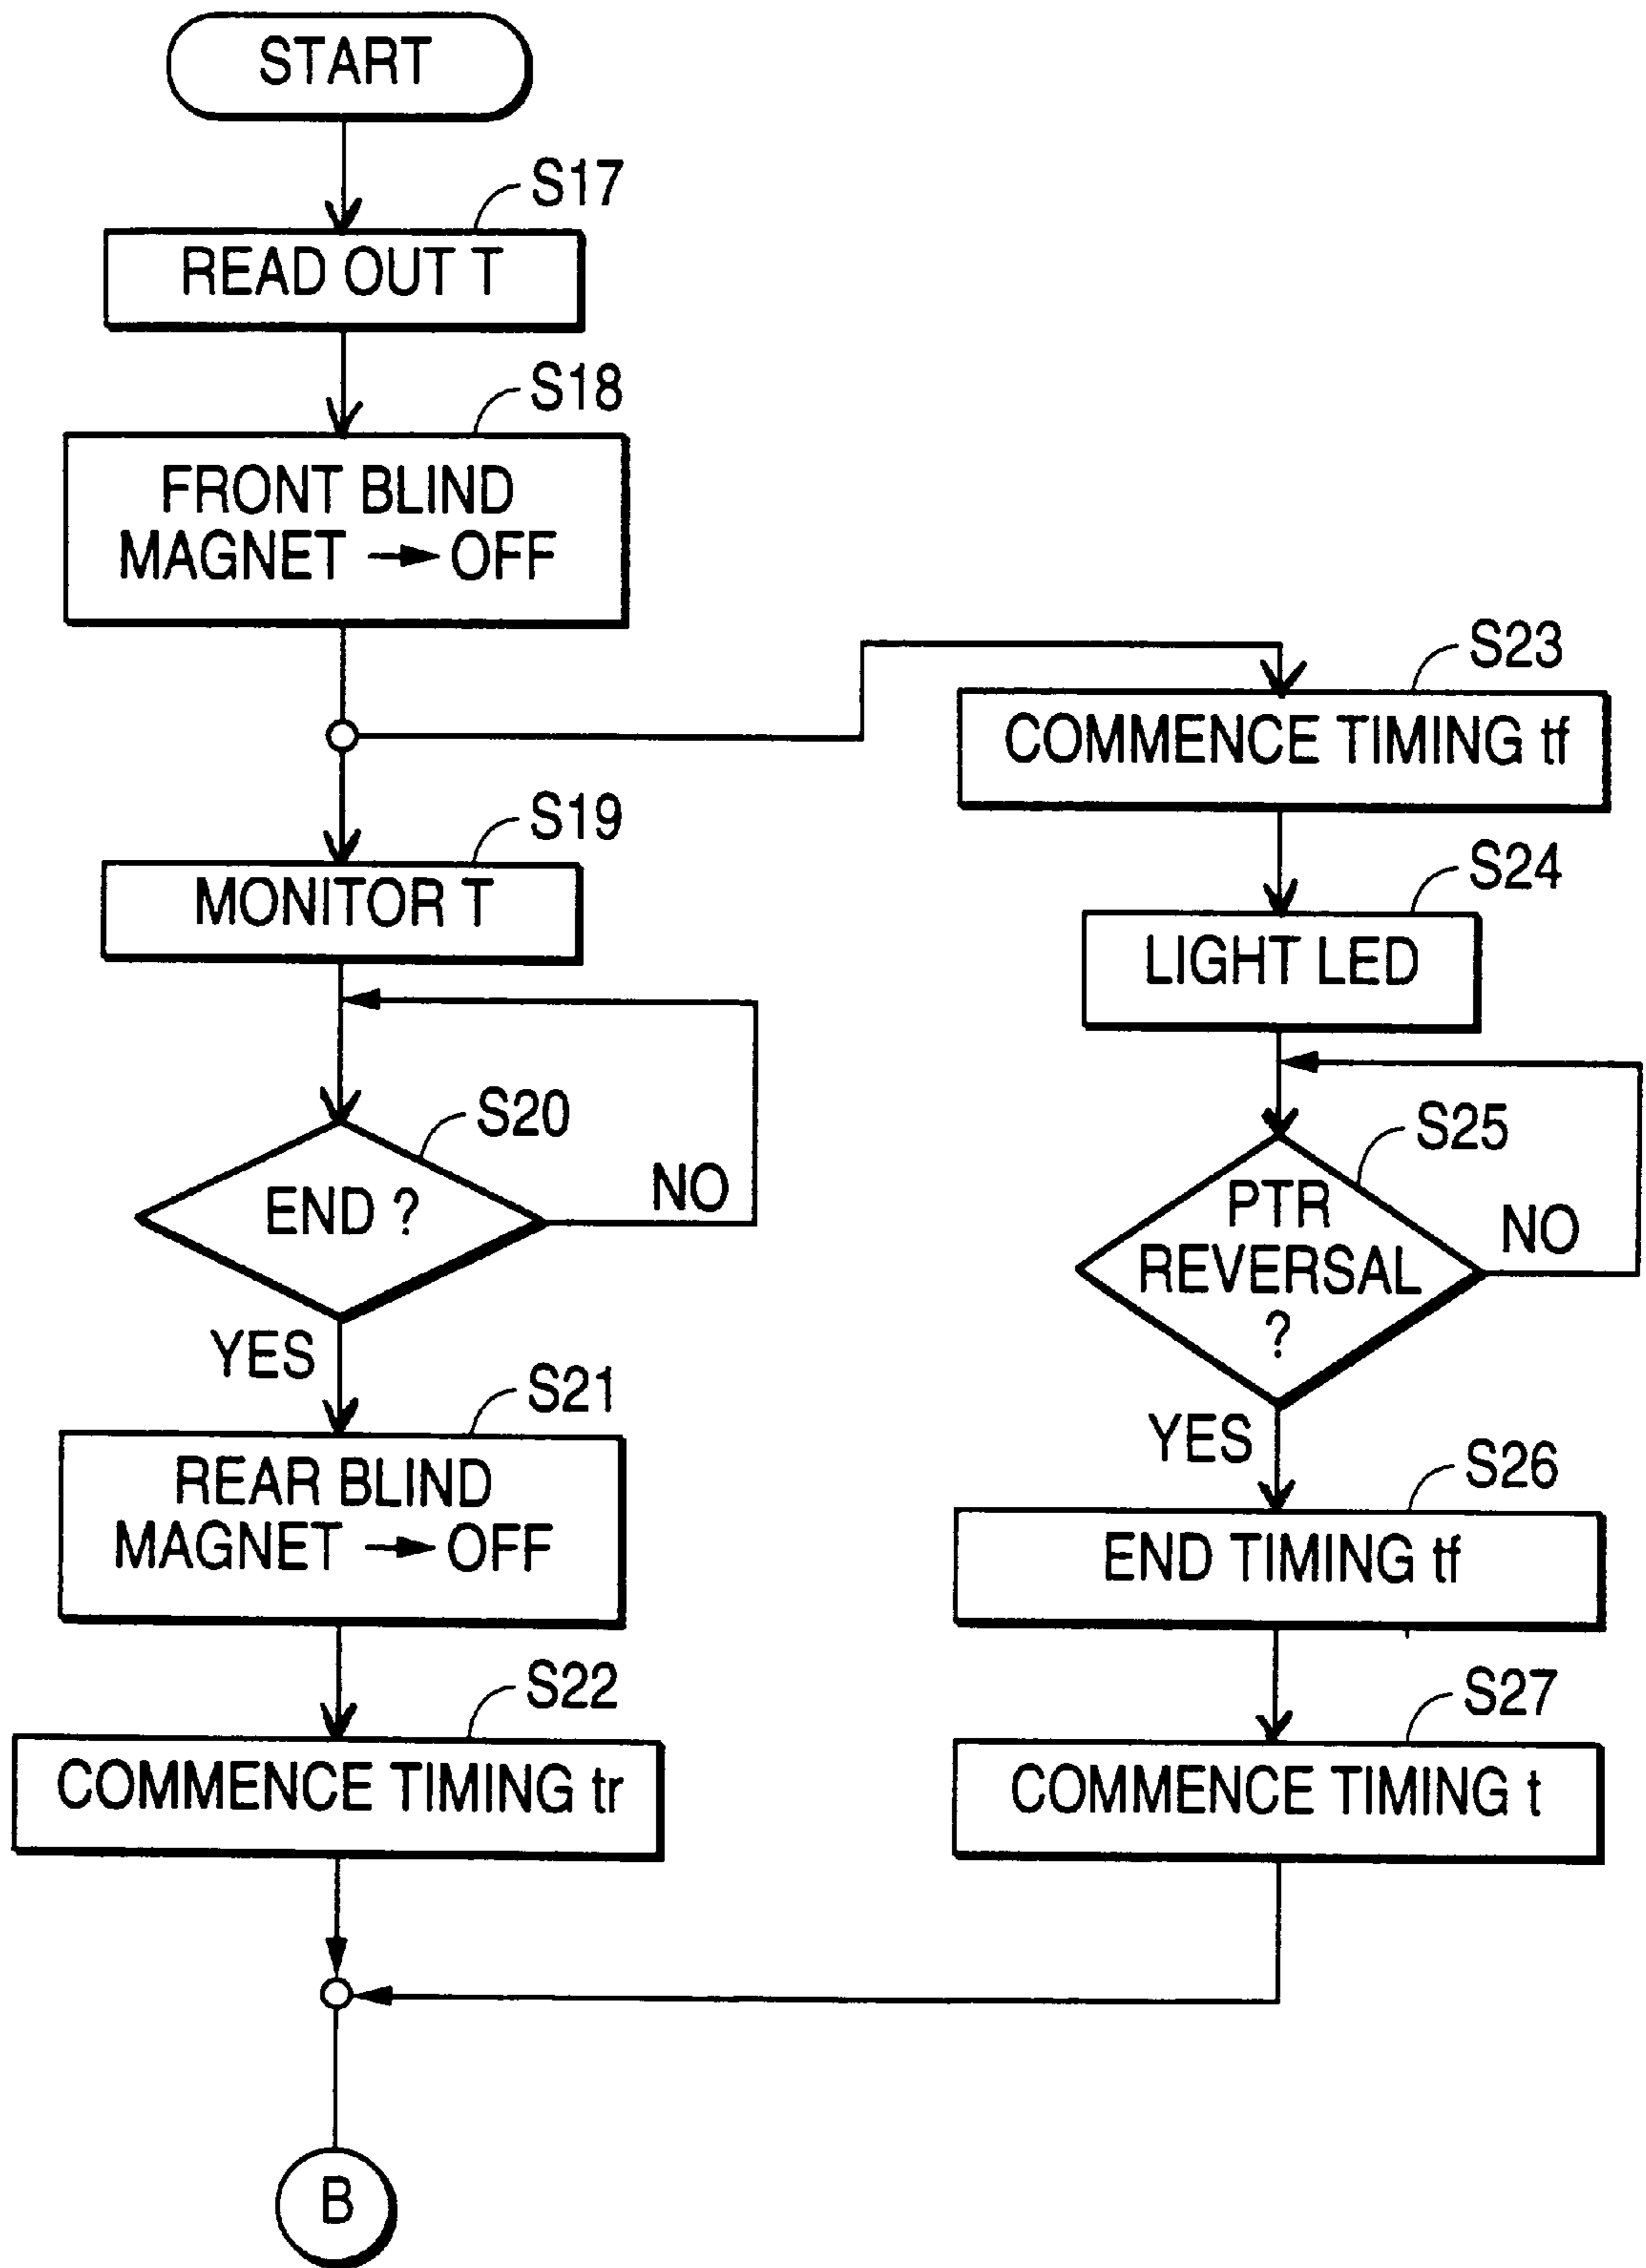 START
S17
READ OUT T
S18
FRONT BLIND
MAGNET → OFF
S19
MONITOR T
S20
END ?
NO
YES
S21
REAR BLIND
MAGNET → OFF
S22
COMMENCE TIMING tr
S23
COMMENCE TIMING tf
S24
LIGHT LED
S25
PTR
REVERSAL
?
NO
YES
S26
END TIMING tf
S27
COMMENCE TIMING t
B